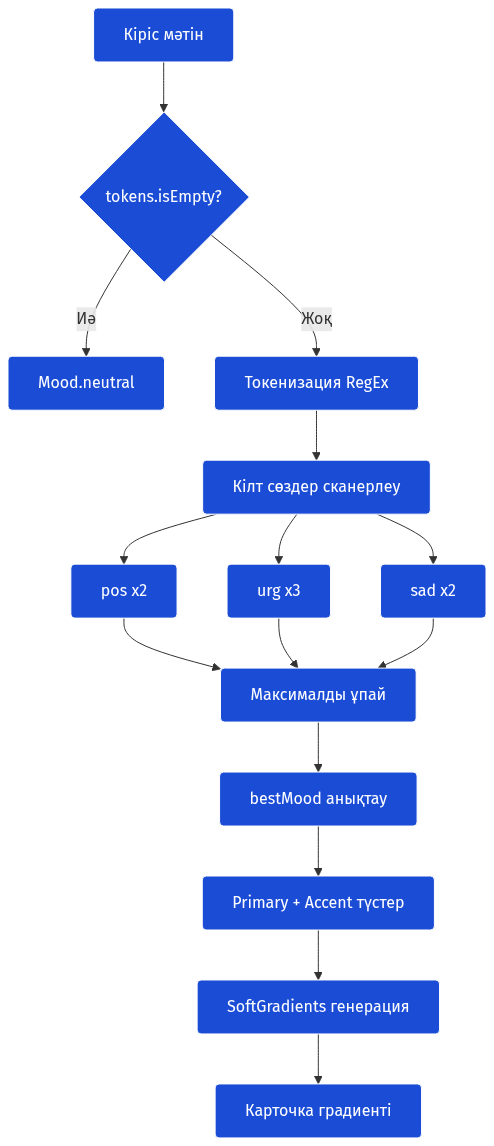 Кіріс мәтін
tokens.isEmpty?
Иә
Жоқ
Mood.neutral
Токенизация RegEx
Кілт сөздер сканерлеу
pos x2
urg x3
sad x2
Максималды ұпай
bestMood анықтау
Primary + Accent түстер
SoftGradients генерация
Карточка градиенті